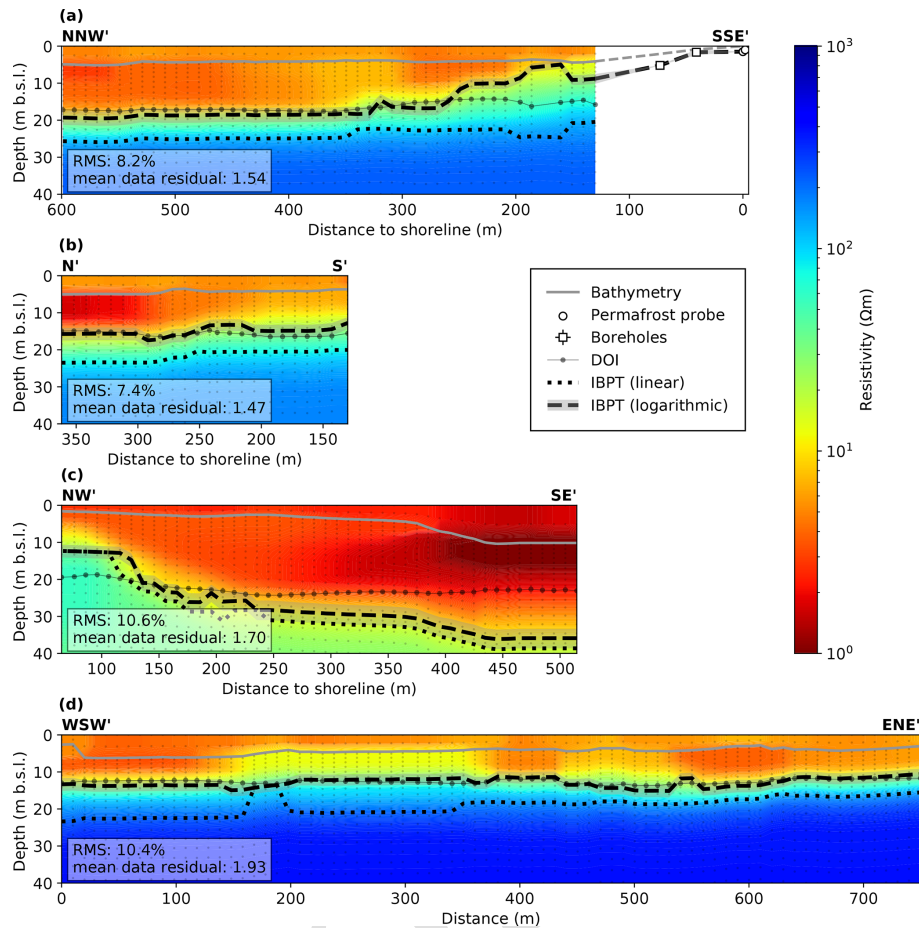 (a)
NNW'
SSE'
0
10
20
30
40
Depth (m b.s.l.)
RMS: 8.2%
mean data residual: 1.54
600
500
400
300
200
100
0
Distance to shoreline (m)
(b)
N'
S'
0
10
20
30
40
Depth (m b.s.l.)
RMS: 7.4%
mean data residual: 1.47
350
300
250
200
150
Distance to shoreline (m)
Bathymetry
Permafrost probe
Boreholes
DOI
IBPT (linear)
IBPT (logarithmic)
10³
10²
10¹
10⁰
Resistivity (Ωm)
(c)
NW'
SE'
0
10
20
30
40
Depth (m b.s.l.)
RMS: 10.6%
mean data residual: 1.70
100
150
200
250
300
350
400
450
500
Distance to shoreline (m)
(d)
WSW'
ENE'
0
10
20
30
40
Depth (m b.s.l.)
RMS: 10.4%
mean data residual: 1.93
0
100
200
300
400
500
600
700
Distance (m)